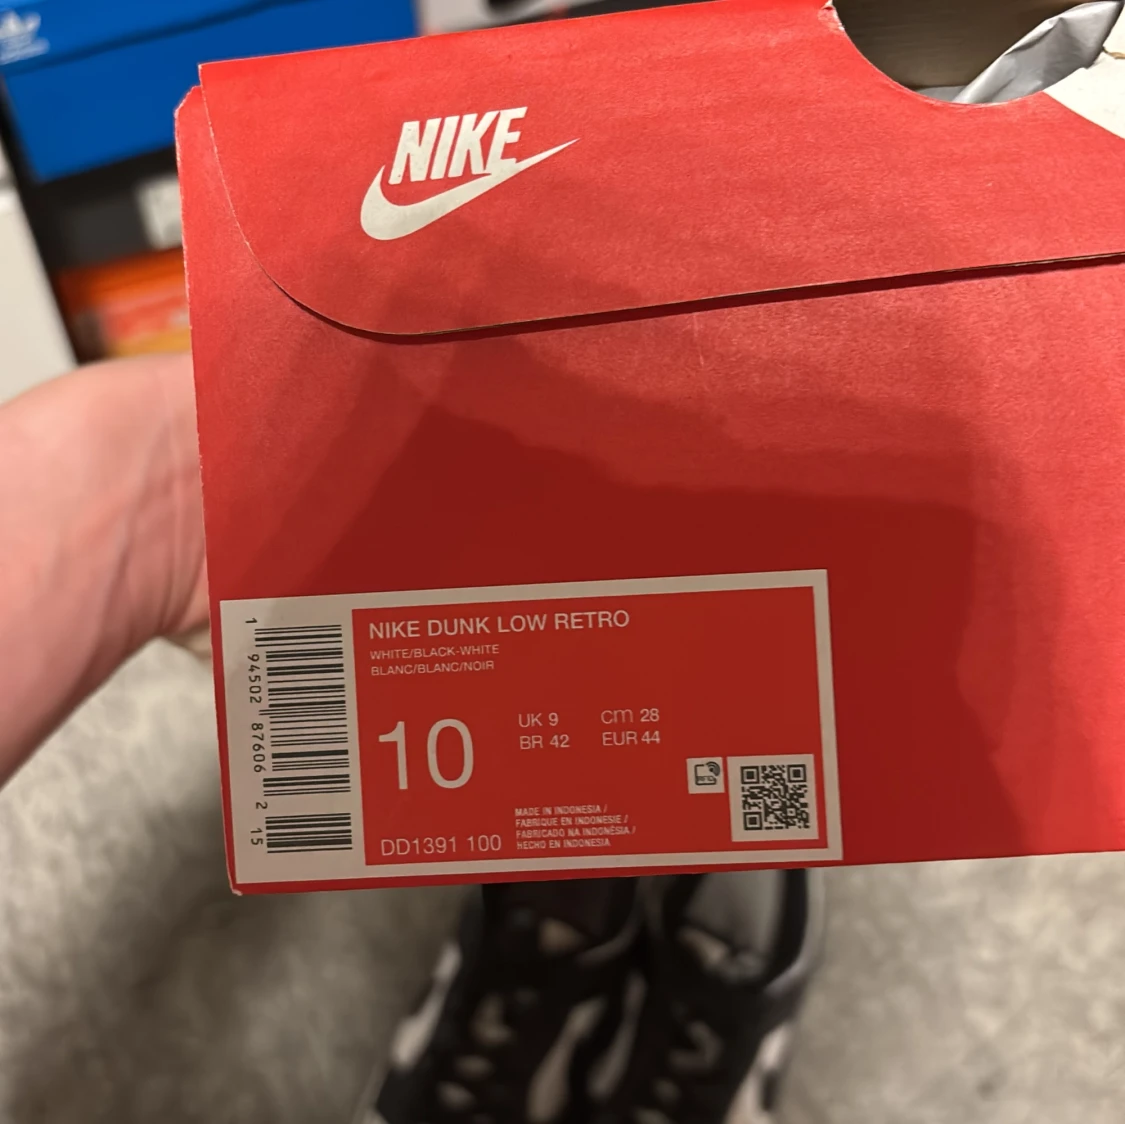 NIKE
NIKE DUNK LOW RETRO
WHITE/BLACK-WHITE
BLANC/BLANC/NOIR
10
UK 9
cm 28
BR 42
EUR 44
MADE IN INDONESIA /
FABRIQUE EN INDONESIE /
FABRICADO NA INDONÉSIA /
HECHO EN INDONESIA
DD1391 100
1 94502 87606 2 15